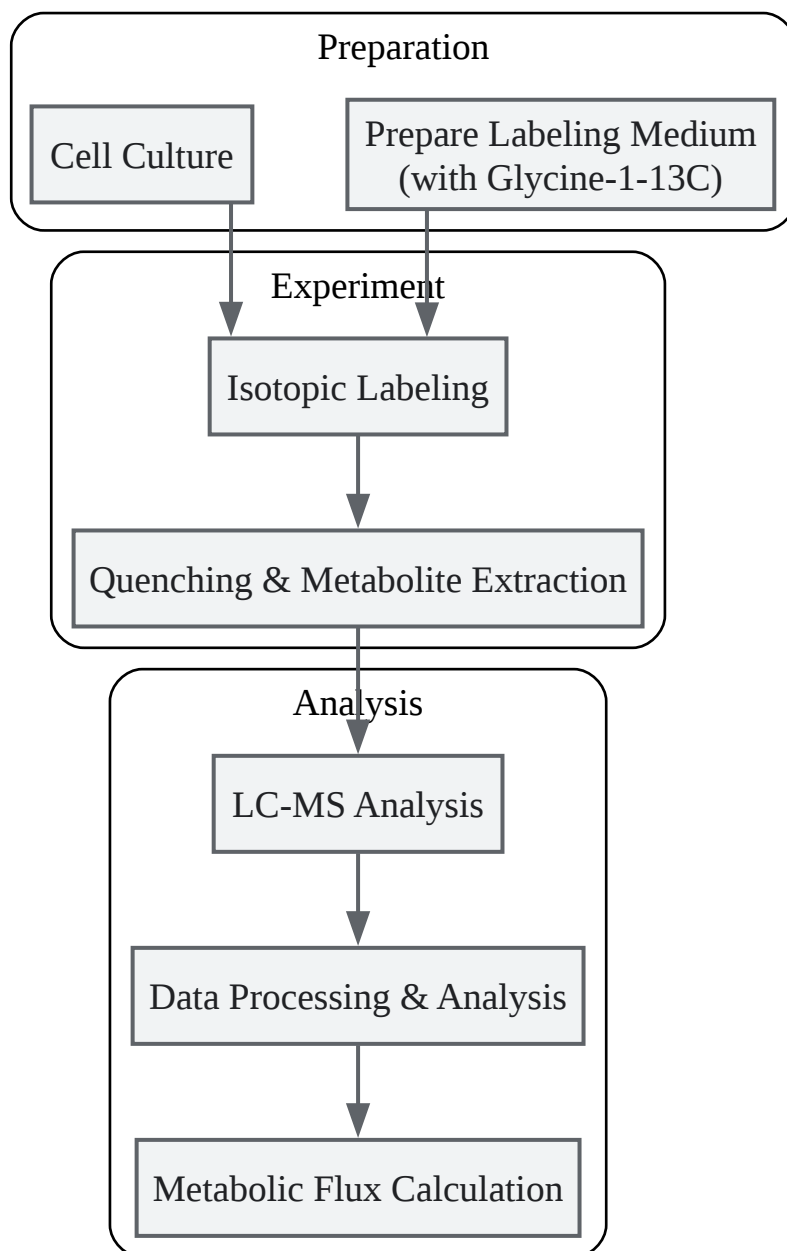 Preparation
Cell Culture
Prepare Labeling Medium
(with Glycine-1-13C)
Experiment
Isotopic Labeling
Quenching & Metabolite Extraction
Analysis
LC-MS Analysis
Data Processing & Analysis
Metabolic Flux Calculation